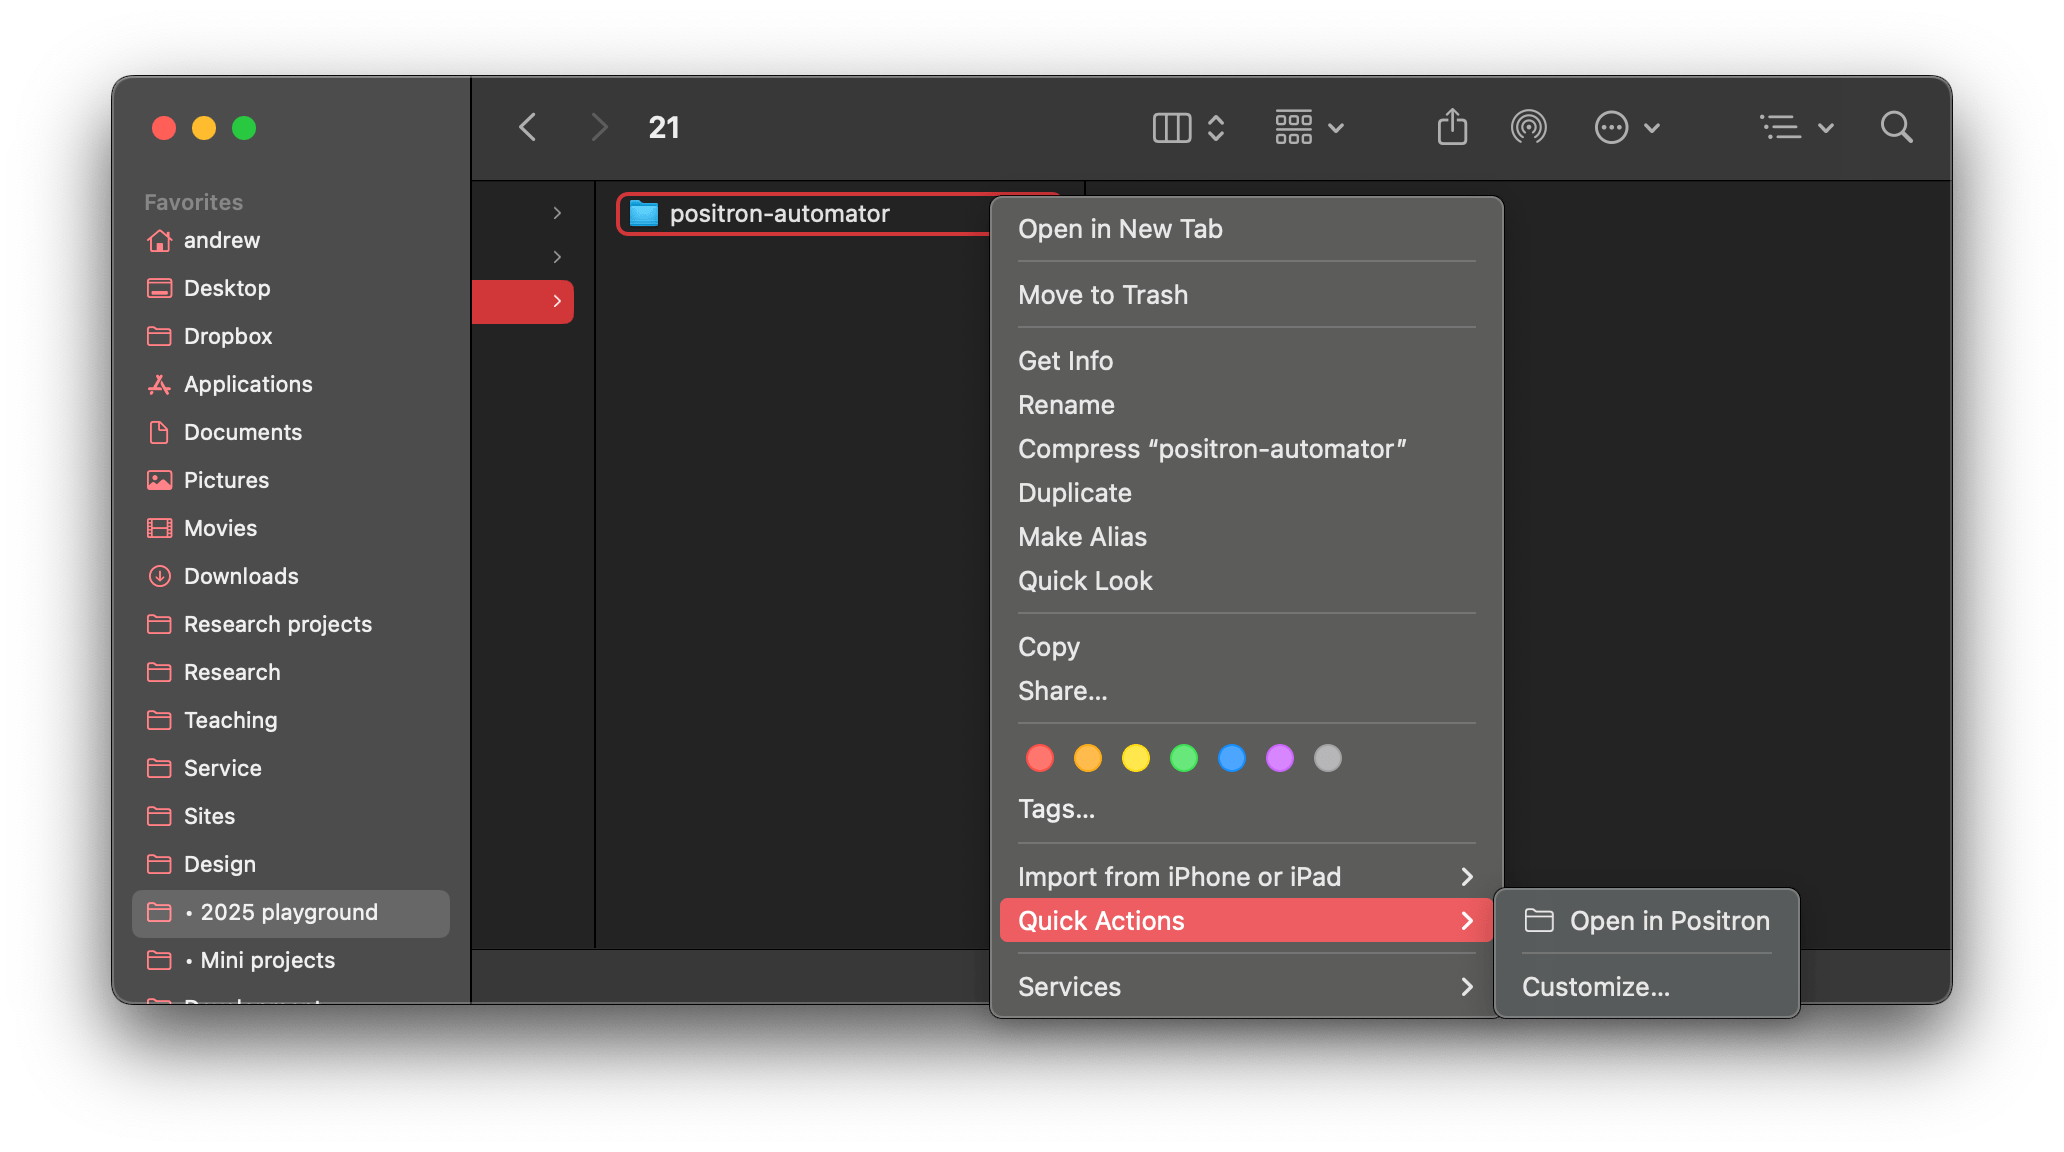 21
Favorites
andrew
Desktop
Dropbox
Applications
Documents
Pictures
Movies
Downloads
Research projects
Research
Teaching
Service
Sites
Design
• 2025 playground
• Mini projects
positron-automator
Open in New Tab
Move to Trash
Get Info
Rename
Compress “positron-automator”
Duplicate
Make Alias
Quick Look
Copy
Share...
Tags...
Import from iPhone or iPad
Quick Actions
Services
Open in Positron
Customize...